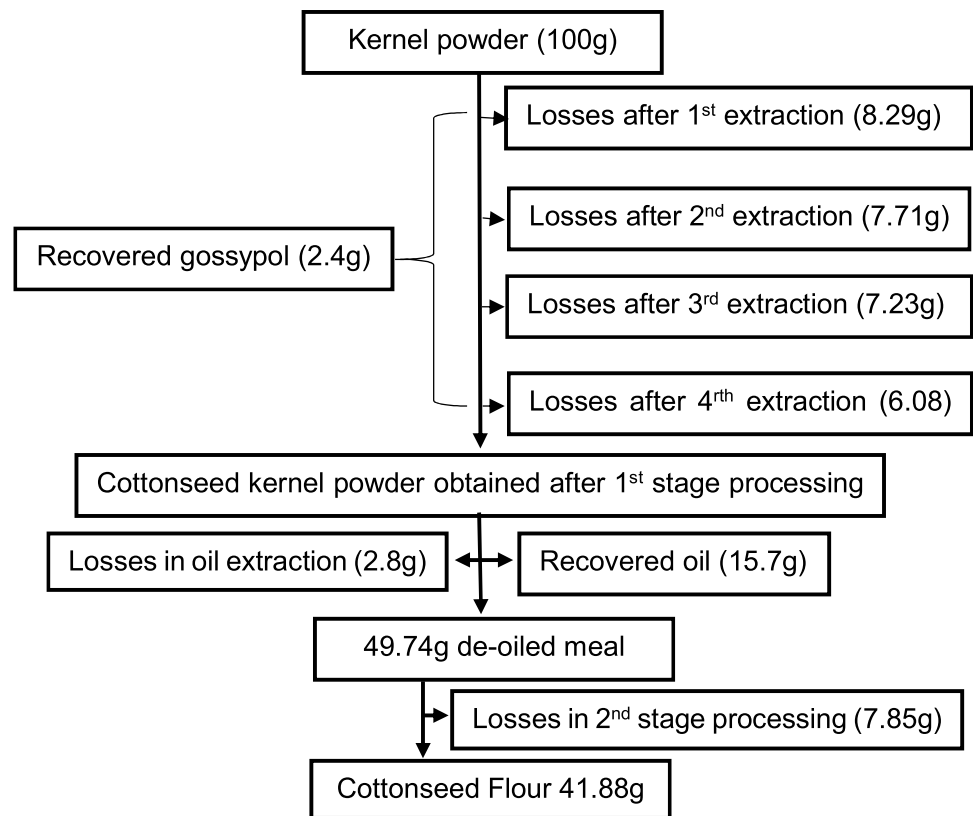 Kernel powder (100g)
Losses after 1st extraction (8.29g)
Losses after 2nd extraction (7.71g)
Recovered gossypol (2.4g)
Losses after 3rd extraction (7.23g)
Losses after 4rth extraction (6.08)
Cottonseed kernel powder obtained after 1st stage processing
Losses in oil extraction (2.8g)
Recovered oil (15.7g)
49.74g de-oiled meal
Losses in 2nd stage processing (7.85g)
Cottonseed Flour 41.88g